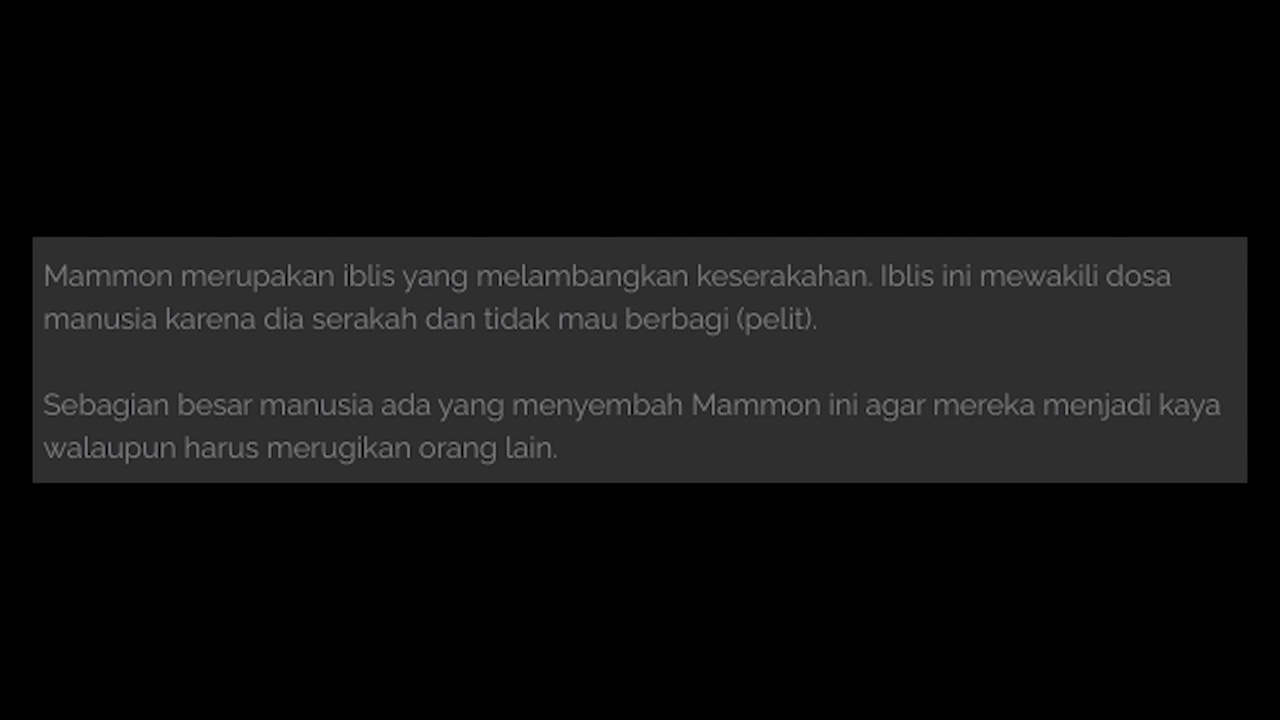 Mammon merupakan iblis yang melambangkan keserakahan. Iblis ini mewakili dosa
manusia karena dia serakah dan tidak mau berbagi (pelit).
Sebagian besar manusia ada yang menyembah Mammon ini agar mereka menjadi kaya
walaupun harus merugikan orang lain.